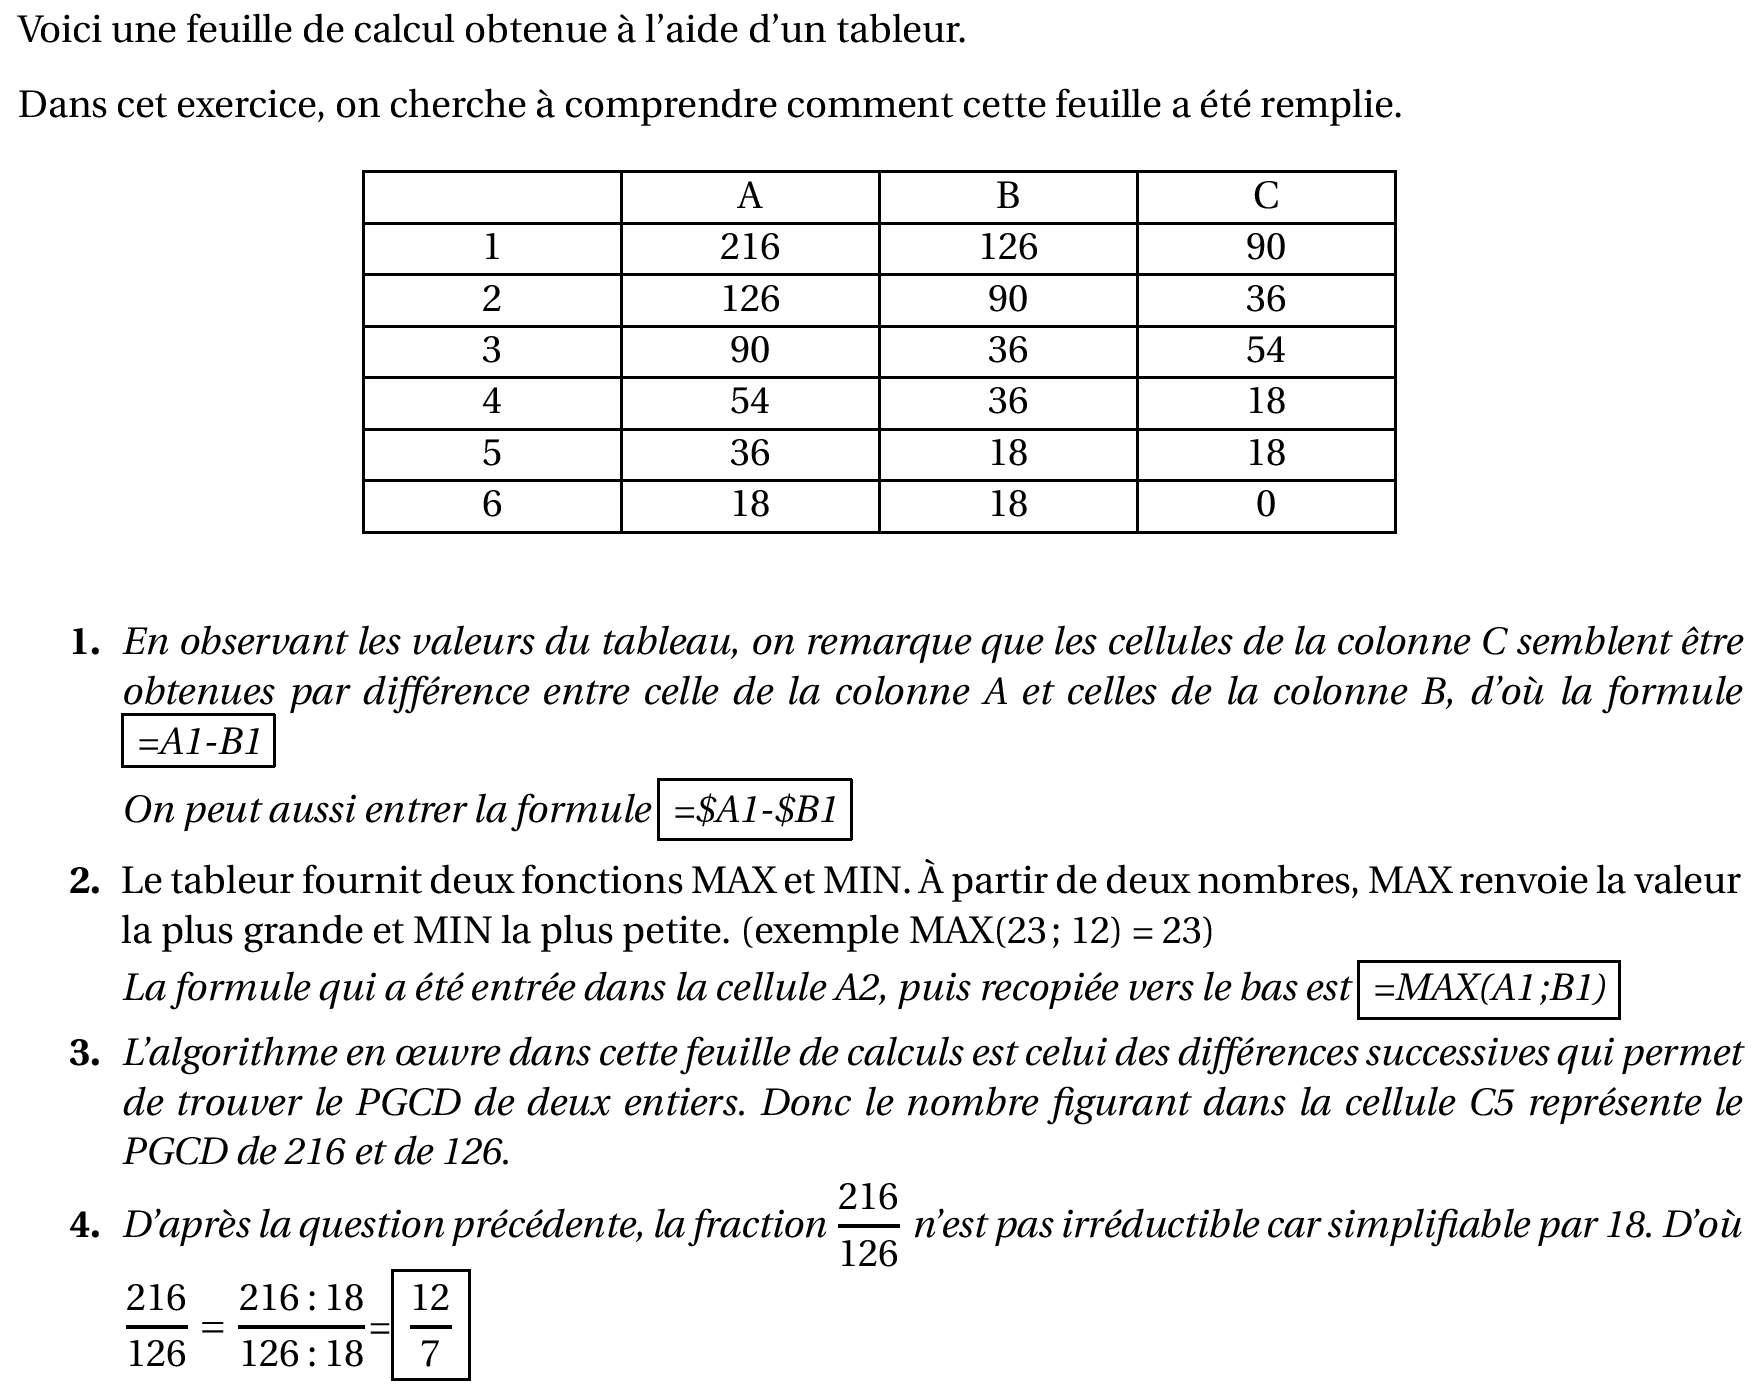 Voici une feuille de calcul obtenue à l'aide d'un tableur.
Dans cet exercice, on cherche à comprendre comment cette feuille a été remplie.
A B C
1 216 126 90
2 126 90 36
3 90 36 54
4 54 36 18
5 36 18 18
6 18 18 0
1. En observant les valeurs du tableau, on remarque que les cellules de la colonne C semblent être
obtenues par différence entre celle de la colonne A et celles de la colonne B, d'où la formule
=A1-B1
On peut aussi entrer la formule =$A1-$B1
2. Le tableur fournit deux fonctions MAX et MIN. À partir de deux nombres, MAX renvoie la valeur
la plus grande et MIN la plus petite. (exemple MAX(23 ; 12) = 23)
La formule qui a été entrée dans la cellule A2, puis recopiée vers le bas est =MAX(A1 ;B1)
3. L'algorithme en œuvre dans cette feuille de calculs est celui des différences successives qui permet
de trouver le PGCD de deux entiers. Donc le nombre figurant dans la cellule C5 représente le
PGCD de 216 et de 126.
4. D'après la question précédente, la fraction 216/126 n'est pas irréductible car simplifiable par 18. D'où
216/126 = 216 : 18/126 : 18 = 12/7